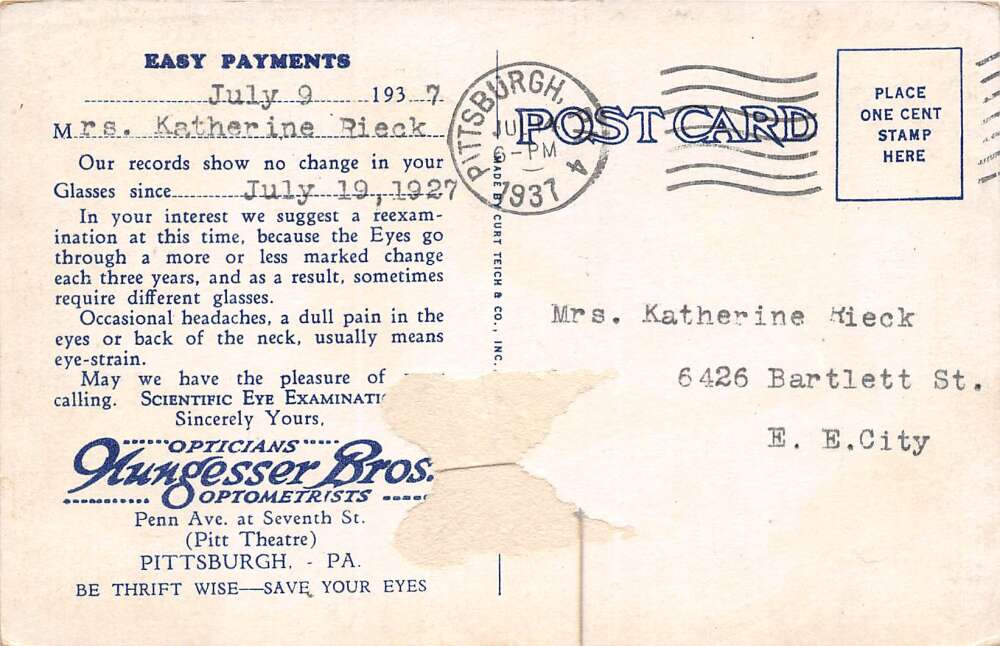 EASY PAYMENTS
July 9 1937
Mrs. Katherine Rieck
Our records show no change in your
Glasses since July 19, 1927
In your interest we suggest a reexam-
ination at this time, because the Eyes go
through a more or less marked change
each three years, and as a result, sometimes
require different glasses.
Occasional headaches, a dull pain in the
eyes or back of the neck, usually means
eye-strain.
May we have the pleasure of
calling. SCIENTIFIC EYE EXAMINATI
Sincerely Yours,
OPTICIANS
Nungesser Bros.
OPTOMETRISTS
Penn Ave. at Seventh St.
(Pitt Theatre)
PITTSBURGH, - PA.
BE THRIFT WISE—SAVE YOUR EYES
MADE BY CURT TEICH & CO., INC.
PITTSBURGH,
6-PM
1937
4
POST CARD
PLACE
ONE CENT
STAMP
HERE
Mrs. Katherine Rieck
6426 Bartlett St.
E. E.City